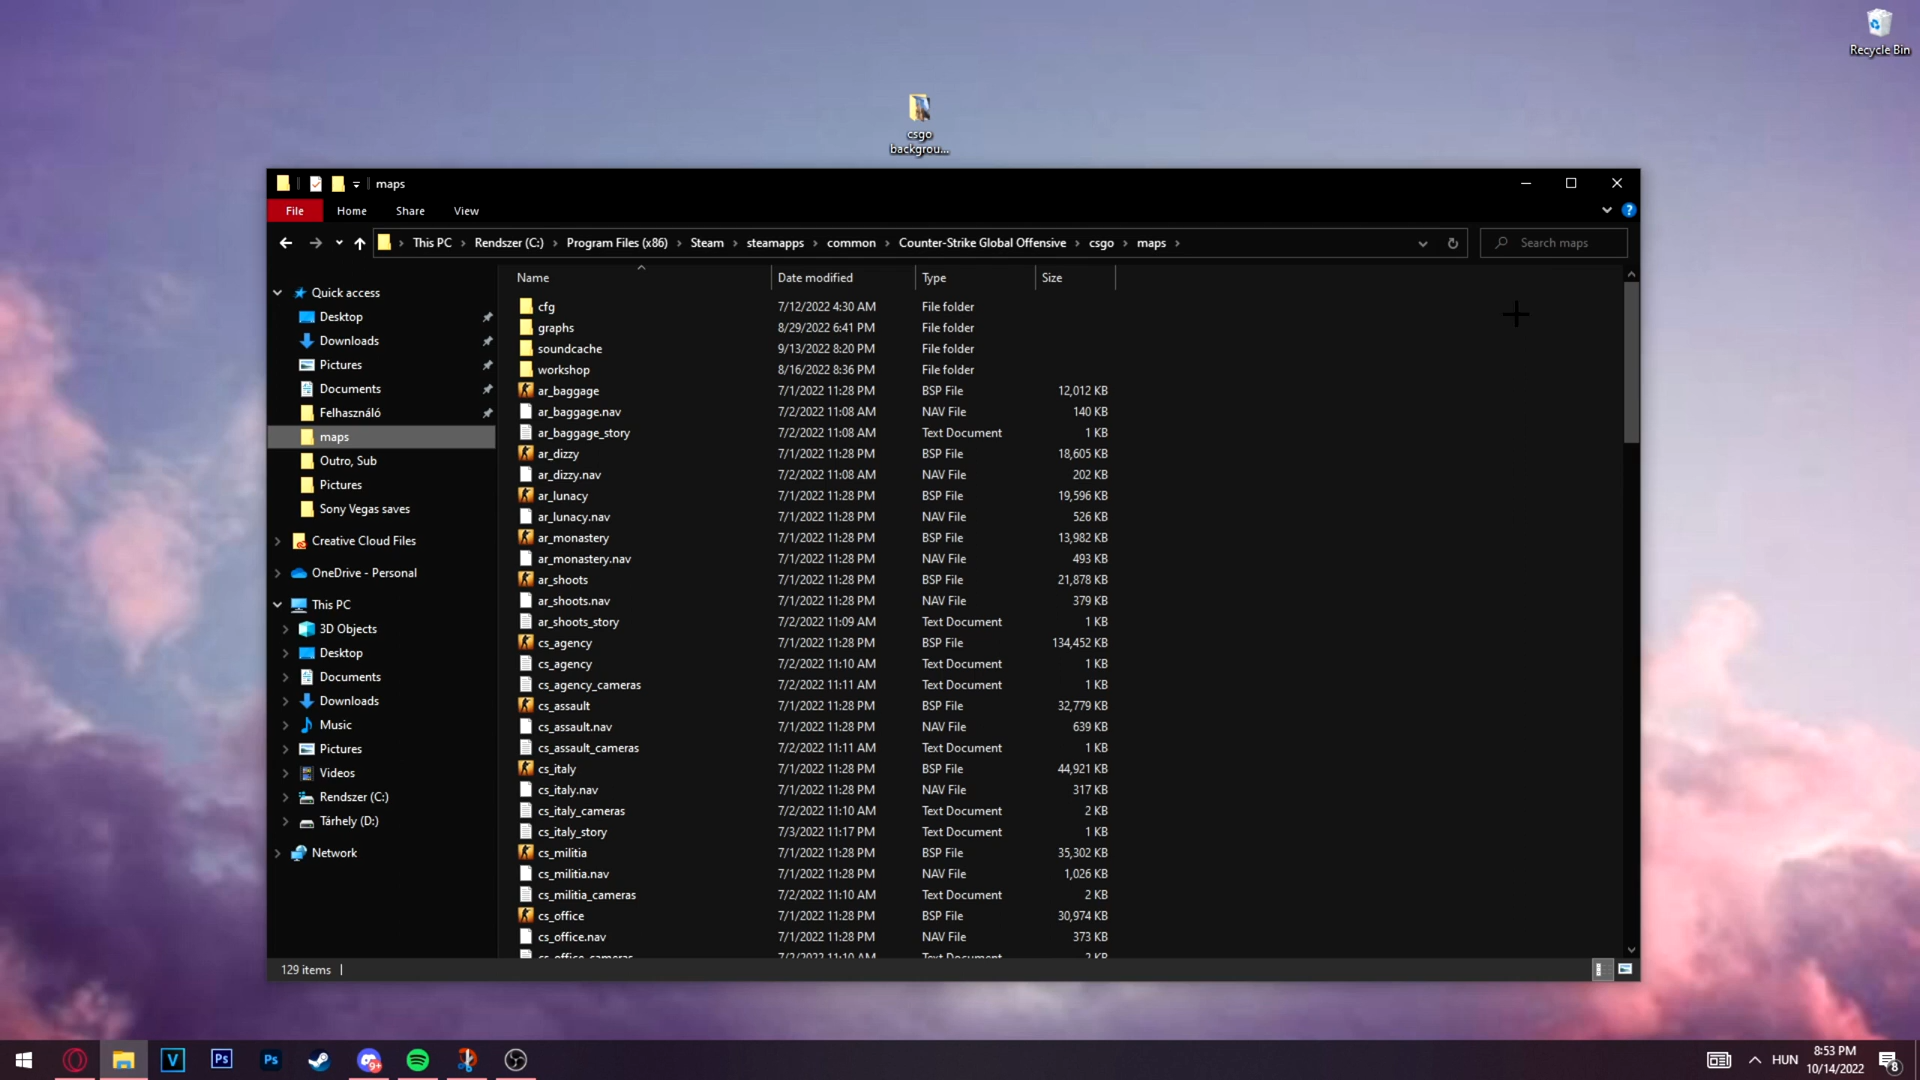 Recycle Bin
csgo
backgrou...
maps
File Home Share View
This PC Rendszer (C:) Program Files (x86) Steam steamapps common Counter-Strike Global Offensive csgo maps
Search maps
Name Date modified Type Size
Quick access
Desktop
Downloads
Pictures
Documents
Felhasználó
maps
Outro, Sub
Pictures
Sony Vegas saves
Creative Cloud Files
OneDrive - Personal
This PC
3D Objects
Desktop
Documents
Downloads
Music
Pictures
Videos
Rendszer (C:)
Tárhely (D:)
Network
cfg 7/12/2022 4:30 AM File folder
graphs 8/29/2022 6:41 PM File folder
soundcache 9/13/2022 8:20 PM File folder
workshop 8/16/2022 8:36 PM File folder
ar_baggage 7/1/2022 11:28 PM BSP File 12,012 KB
ar_baggage.nav 7/2/2022 11:08 AM NAV File 140 KB
ar_baggage_story 7/2/2022 11:08 AM Text Document 1 KB
ar_dizzy 7/1/2022 11:28 PM BSP File 18,605 KB
ar_dizzy.nav 7/2/2022 11:08 AM NAV File 202 KB
ar_lunacy 7/1/2022 11:28 PM BSP File 19,596 KB
ar_lunacy.nav 7/1/2022 11:28 PM NAV File 526 KB
ar_monastery 7/1/2022 11:28 PM BSP File 13,982 KB
ar_monastery.nav 7/1/2022 11:28 PM NAV File 493 KB
ar_shoots 7/1/2022 11:28 PM BSP File 21,878 KB
ar_shoots.nav 7/1/2022 11:28 PM NAV File 379 KB
ar_shoots_story 7/2/2022 11:09 AM Text Document 1 KB
cs_agency 7/1/2022 11:28 PM BSP File 134,452 KB
cs_agency 7/2/2022 11:10 AM Text Document 1 KB
cs_agency_cameras 7/2/2022 11:11 AM Text Document 1 KB
cs_assault 7/1/2022 11:28 PM BSP File 32,779 KB
cs_assault.nav 7/1/2022 11:28 PM NAV File 639 KB
cs_assault_cameras 7/2/2022 11:11 AM Text Document 1 KB
cs_italy 7/1/2022 11:28 PM BSP File 44,921 KB
cs_italy.nav 7/1/2022 11:28 PM NAV File 317 KB
cs_italy_cameras 7/2/2022 11:10 AM Text Document 2 KB
cs_italy_story 7/3/2022 11:17 PM Text Document 1 KB
cs_militia 7/1/2022 11:28 PM BSP File 35,302 KB
cs_militia.nav 7/1/2022 11:28 PM NAV File 1,026 KB
cs_militia_cameras 7/2/2022 11:10 AM Text Document 2 KB
cs_office 7/1/2022 11:28 PM BSP File 30,974 KB
cs_office.nav 7/1/2022 11:28 PM NAV File 373 KB
cs_office_cameras 7/2/2022 11:10 AM Text Document 2 KB
129 items
V Ps Ps 9+
HUN
8:53 PM
10/14/2022
8